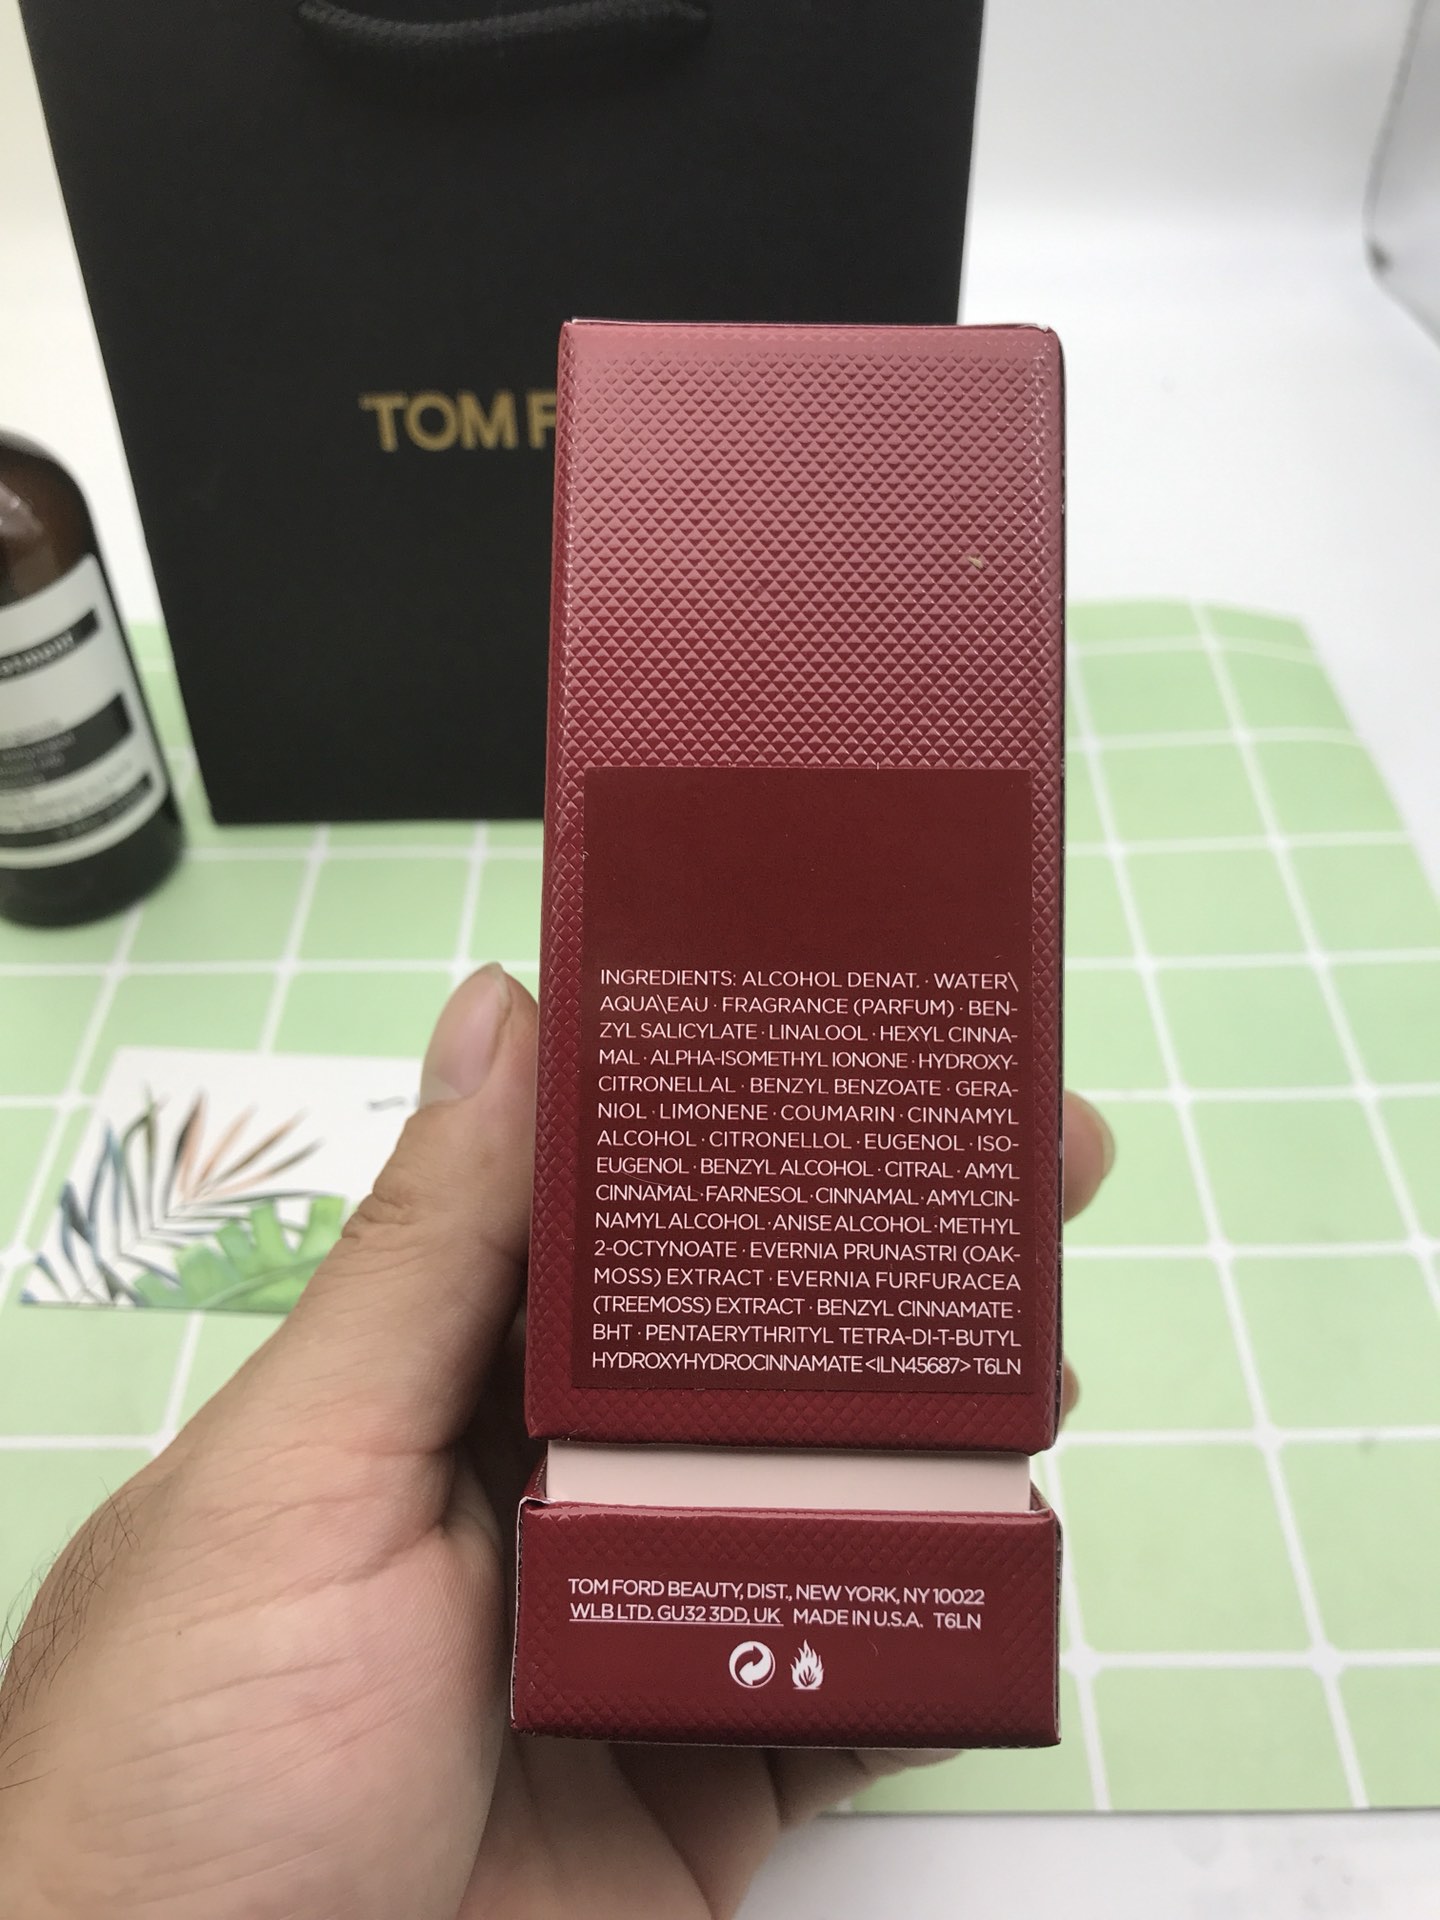 TOM F
INGREDIENTS: ALCOHOL DENAT. · WATER\
AQUA\EAU · FRAGRANCE (PARFUM) · BEN-
ZYL SALICYLATE · LINALOOL · HEXYL CINNA-
MAL · ALPHA-ISOMETHYL IONONE · HYDROXY-
CITRONELLAL · BENZYL BENZOATE · GERA-
NIOL · LIMONENE · COUMARIN · CINNAMYL
ALCOHOL · CITRONELLOL · EUGENOL · ISO-
EUGENOL · BENZYL ALCOHOL · CITRAL · AMYL
CINNAMAL · FARNESOL · CINNAMAL · AMYLCIN-
NAMYL ALCOHOL · ANISE ALCOHOL · METHYL
2-OCTYNOATE · EVERNIA PRUNASTRI (OAK-
MOSS) EXTRACT · EVERNIA FURFURACEA
(TREEMOSS) EXTRACT · BENZYL CINNAMATE ·
BHT · PENTAERYTHRITYL TETRA-DI-T-BUTYL
HYDROXYHYDROCINNAMATE <ILN45687> T6LN
TOM FORD BEAUTY, DIST., NEW YORK, NY 10022
WLB LTD. GU32 3DD, UK MADE IN U.S.A. T6LN